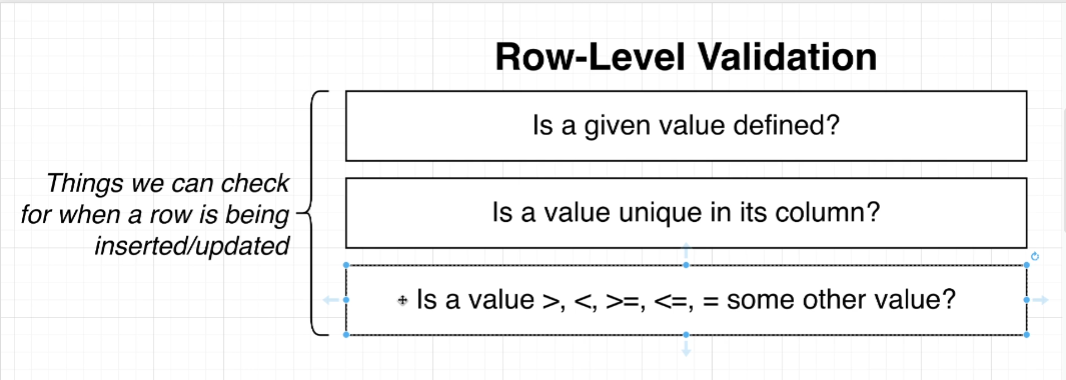 Row-Level Validation
Is a given value defined?
Things we can check
for when a row is being
inserted/updated
Is a value unique in its column?
Is a value >, <, >=, <=, = some other value?